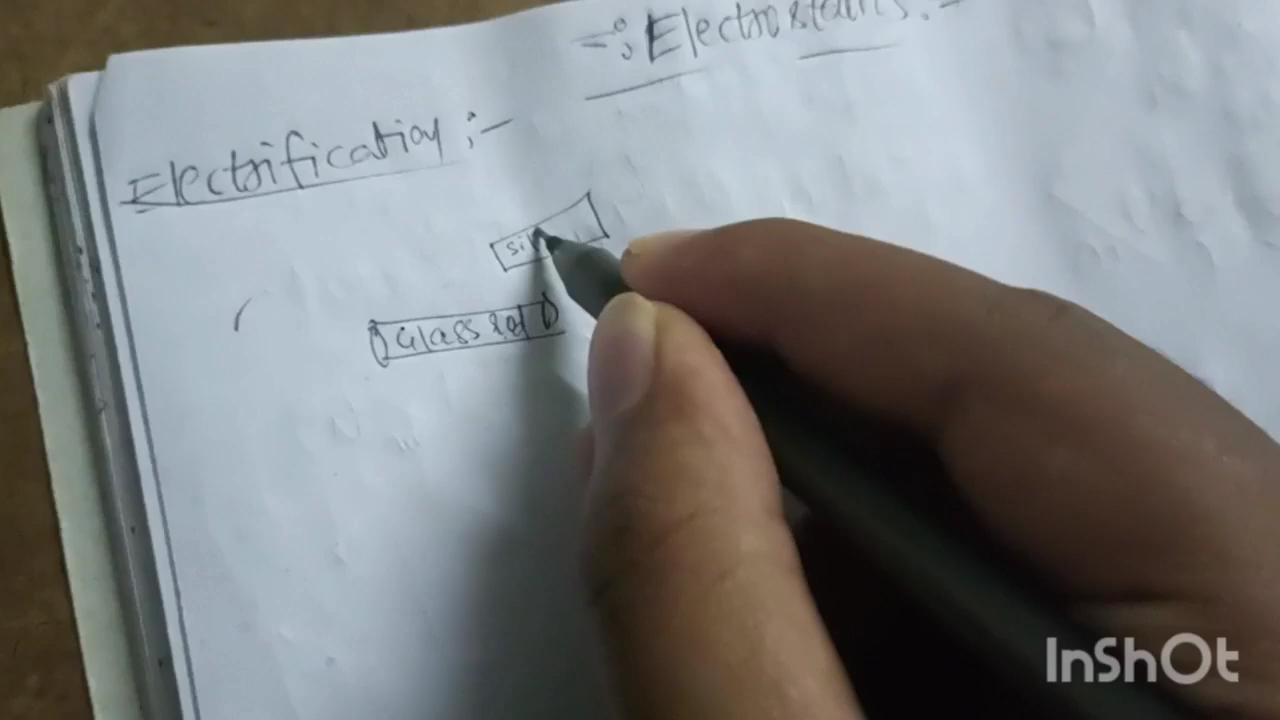 -: Electrostatics :-
Electrification :-
Glass rod
InShOt